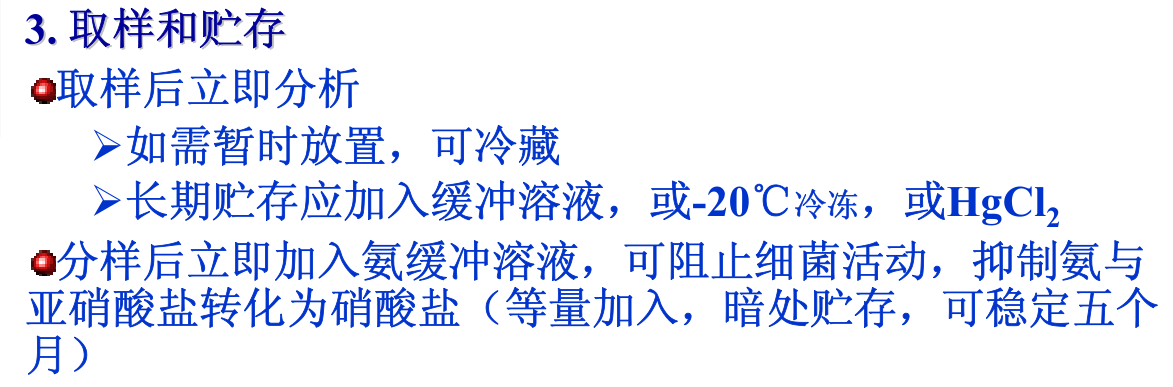 3. 取样和贮存
取样后立即分析
➢如需暂时放置，可冷藏
➢长期贮存应加入缓冲溶液，或-20℃冷冻，或HgCl₂
分样后立即加入氨缓冲溶液，可阻止细菌活动，抑制氨与
亚硝酸盐转化为硝酸盐（等量加入，暗处贮存，可稳定五个
月）